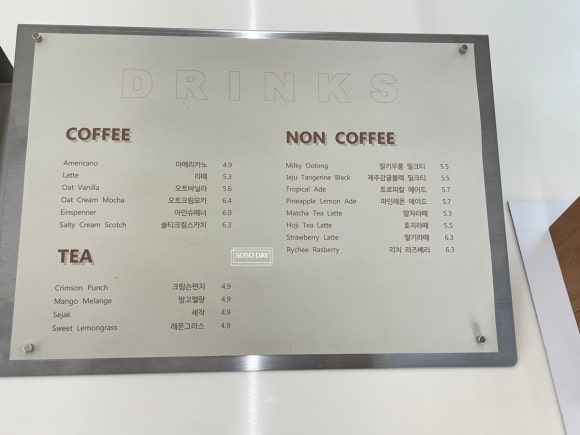 DRINKS
COFFEE
Americano 아메리카노 4.9
Latte 라떼 5.3
Oat Vanilla 오트바닐라 5.6
Oat Cream Mocha 오트크림모카 6.4
Einspenner 아인슈페너 6.0
Salty Cream Scotch 솔티크림스카치 6.3
TEA
Crimson Punch 크림슨펀치 4.9
Mango Melange 망고멜랑 4.9
Sejak 세작 4.9
Sweet Lemongrass 레몬그라스 4.9
NON COFFEE
Milky Oolong 밀키우롱 밀크티 5.5
Jeju Tangerine Black 제주감귤블랙 밀크티 5.5
Tropical Ade 트로피칼 에이드 5.7
Pineapple Lemon Ade 파인레몬 에이드 5.7
Matcha Tea Latte 말차라떼 5.3
Hoji Tea Latte 호지라떼 5.5
Strawberry Latte 딸기라떼 6.3
Rychee Rasberry 리치 라즈베리 6.3
SOSO DAY